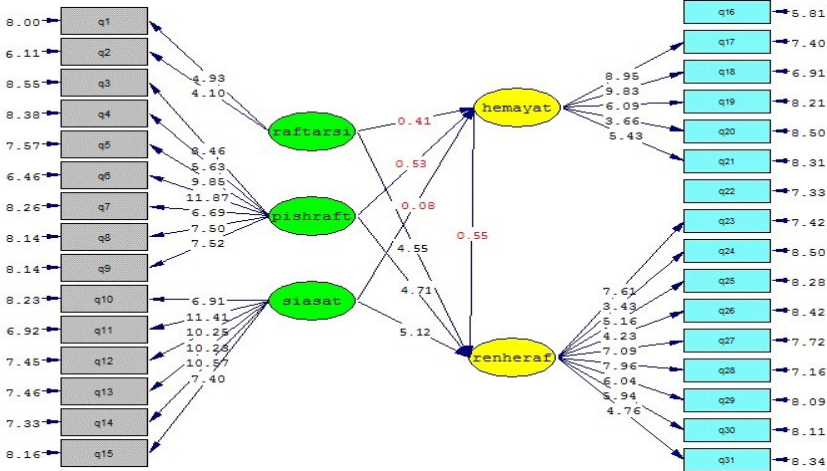 8.00 q1
6.11 q2
8.55 q3
8.38 q4
7.57 q5
6.46 q6
8.26 q7
8.14 q8
8.14 q9
8.23 q10
6.92 q11
7.45 q12
7.46 q13
7.33 q14
8.16 q15
4.93
4.10
8.46
5.63
9.85
11.87
6.69
7.50
7.52
6.91
11.41
10.25
10.23
10.57
7.40
raftarsi
pishraft
siasat
0.41
0.53
0.08
4.55
4.71
5.12
0.55
hemayat
renheraf
8.95
9.83
6.09
3.66
5.43
7.61
3.43
5.16
4.23
7.09
7.96
6.04
5.94
4.76
q16 5.81
q17 7.40
q18 6.91
q19 8.21
q20 8.50
q21 8.31
q22 7.33
q23 7.42
q24 8.50
q25 8.28
q26 8.42
q27 7.72
q28 7.16
q29 8.09
q30 8.11
q31 8.34